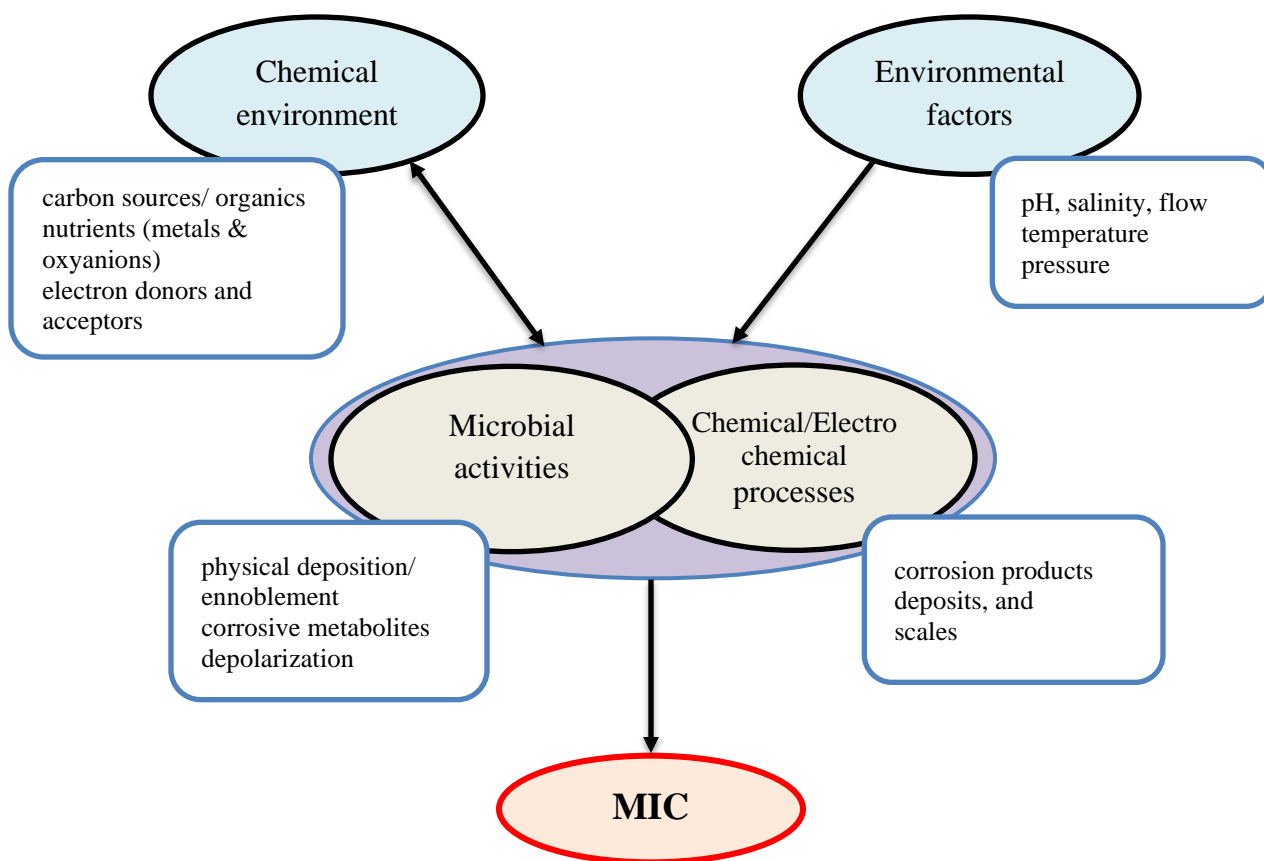 Chemical
environment
Environmental
factors
carbon sources/ organics
nutrients (metals &
oxyanions)
electron donors and
acceptors
pH, salinity, flow
temperature
pressure
Microbial
activities
Chemical/Electro
chemical
processes
physical deposition/
ennoblement
corrosive metabolites
depolarization
corrosion products
deposits, and
scales
MIC